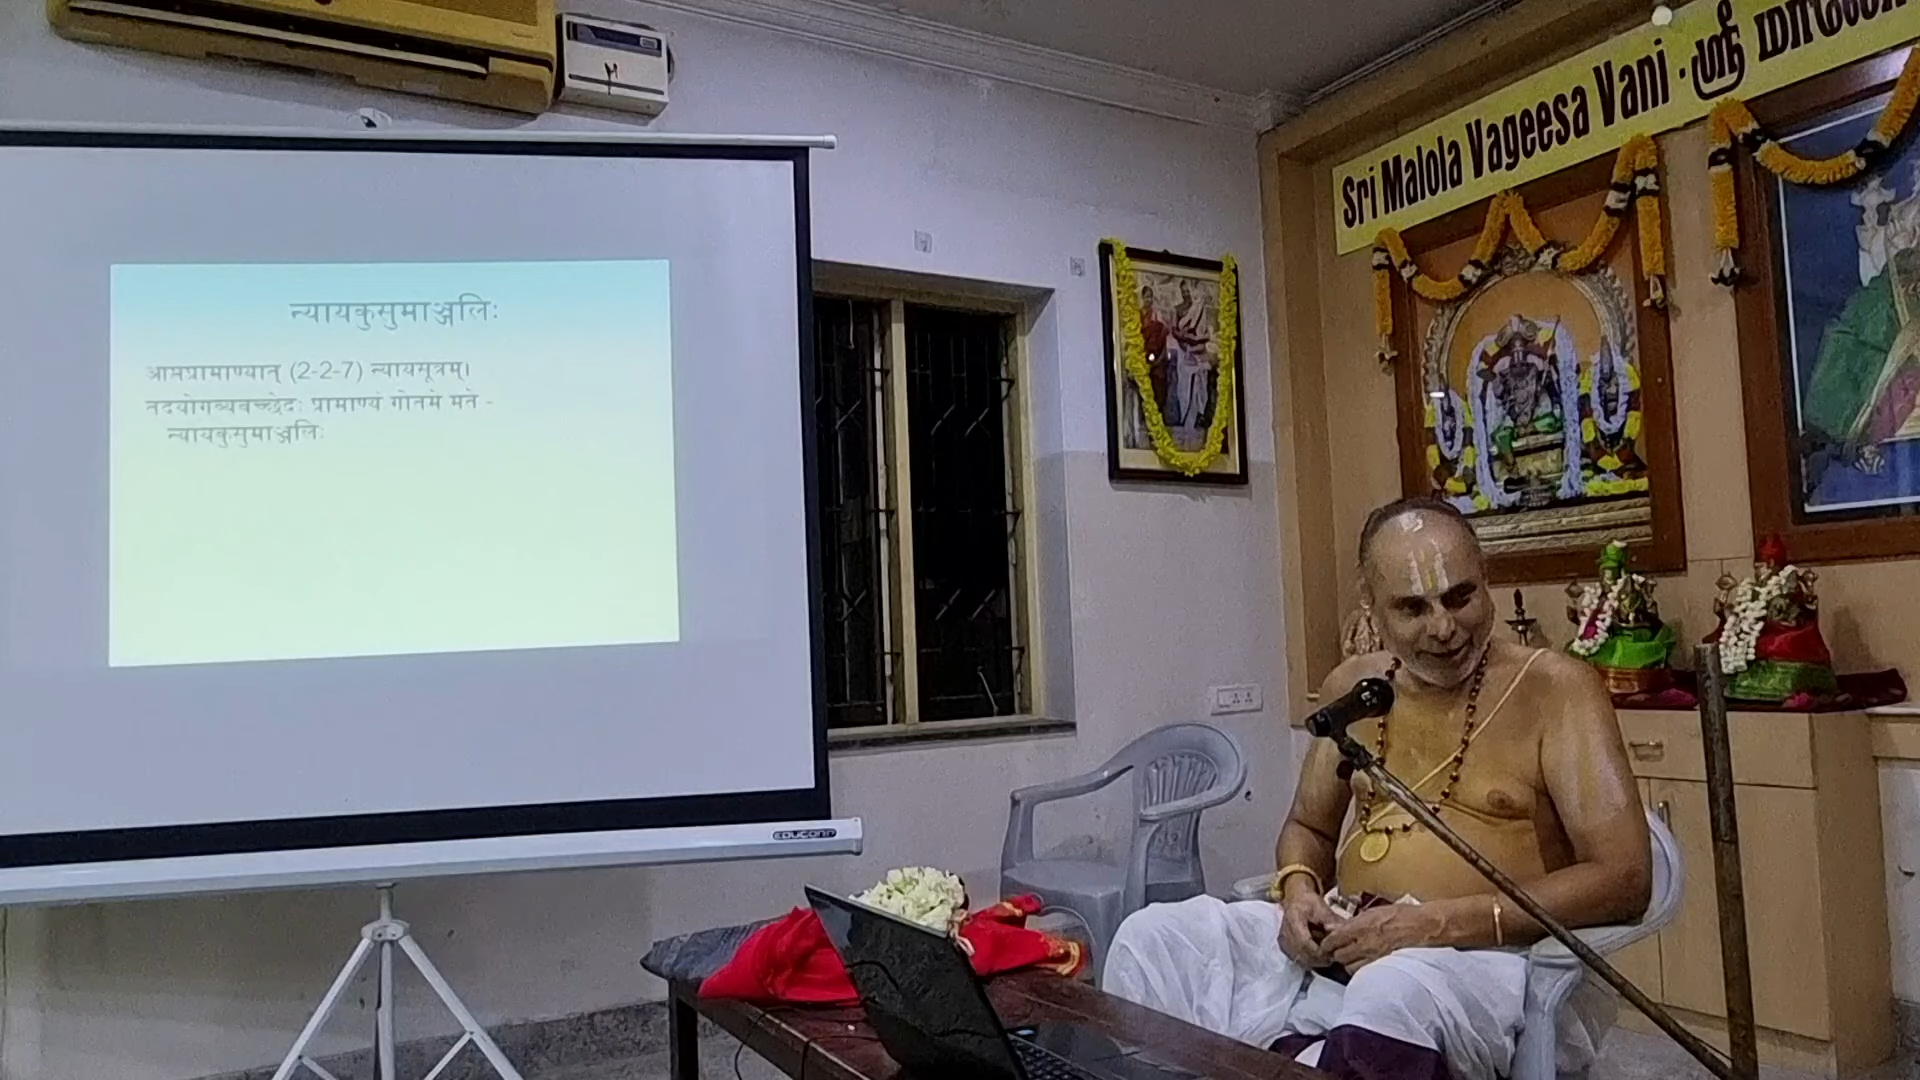 न्यायकुसुमाञ्जलिः
आप्तप्रामाण्यात् (2-2-7) न्यायसूत्रम्।
तदयोगव्यवच्छेदः प्रामाण्यं गौतमे मते -
न्यायकुसुमाञ्जलिः
Sri Malola Vageesa Vani · ஸ்ரீ மாலோ
EDUCONN